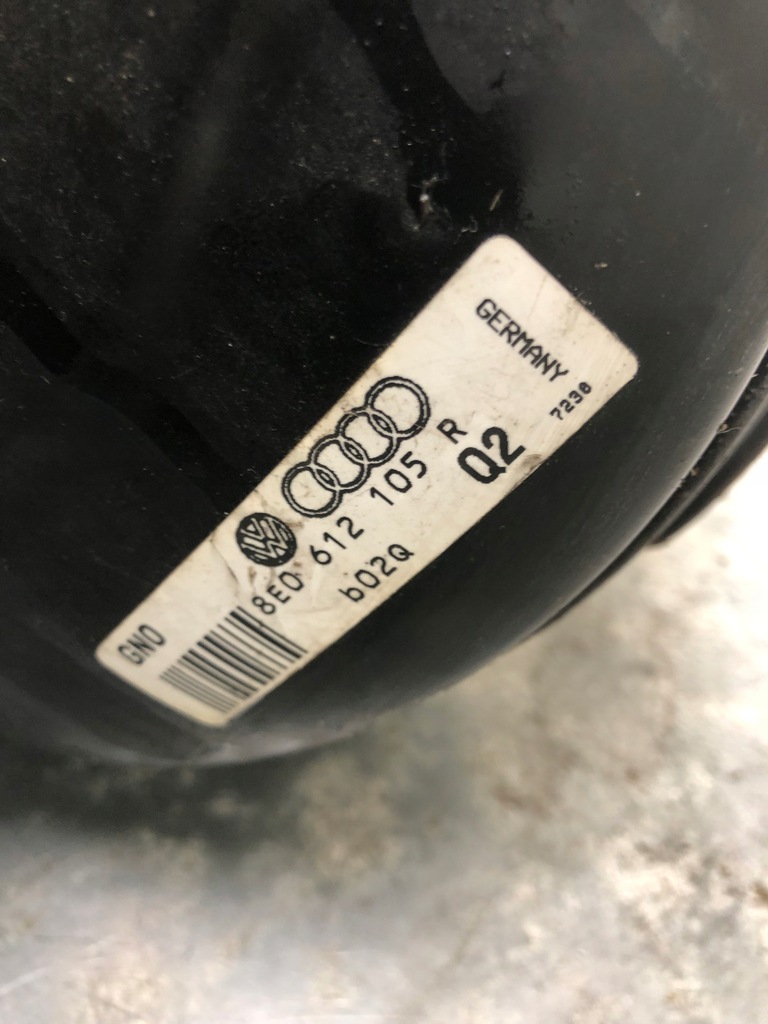 GERMANY
7238
8E0 612 105 R
Q2
b02Q
GNO